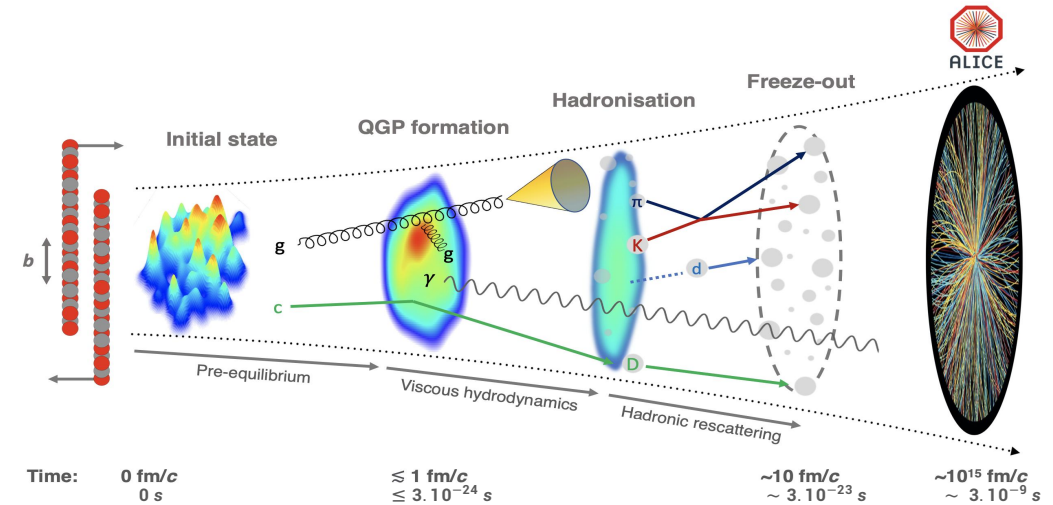 ALICE
Freeze-out
Hadronisation
QGP formation
Initial state
b
g
g
γ
c
π
K
d
D
Pre-equilibrium
Viscous hydrodynamics
Hadronic rescattering
Time:
0 fm/c
0 s
≲ 1 fm/c
≤ 3.10⁻²⁴ s
~10 fm/c
~ 3.10⁻²³ s
~10¹⁵ fm/c
~ 3.10⁻⁹ s